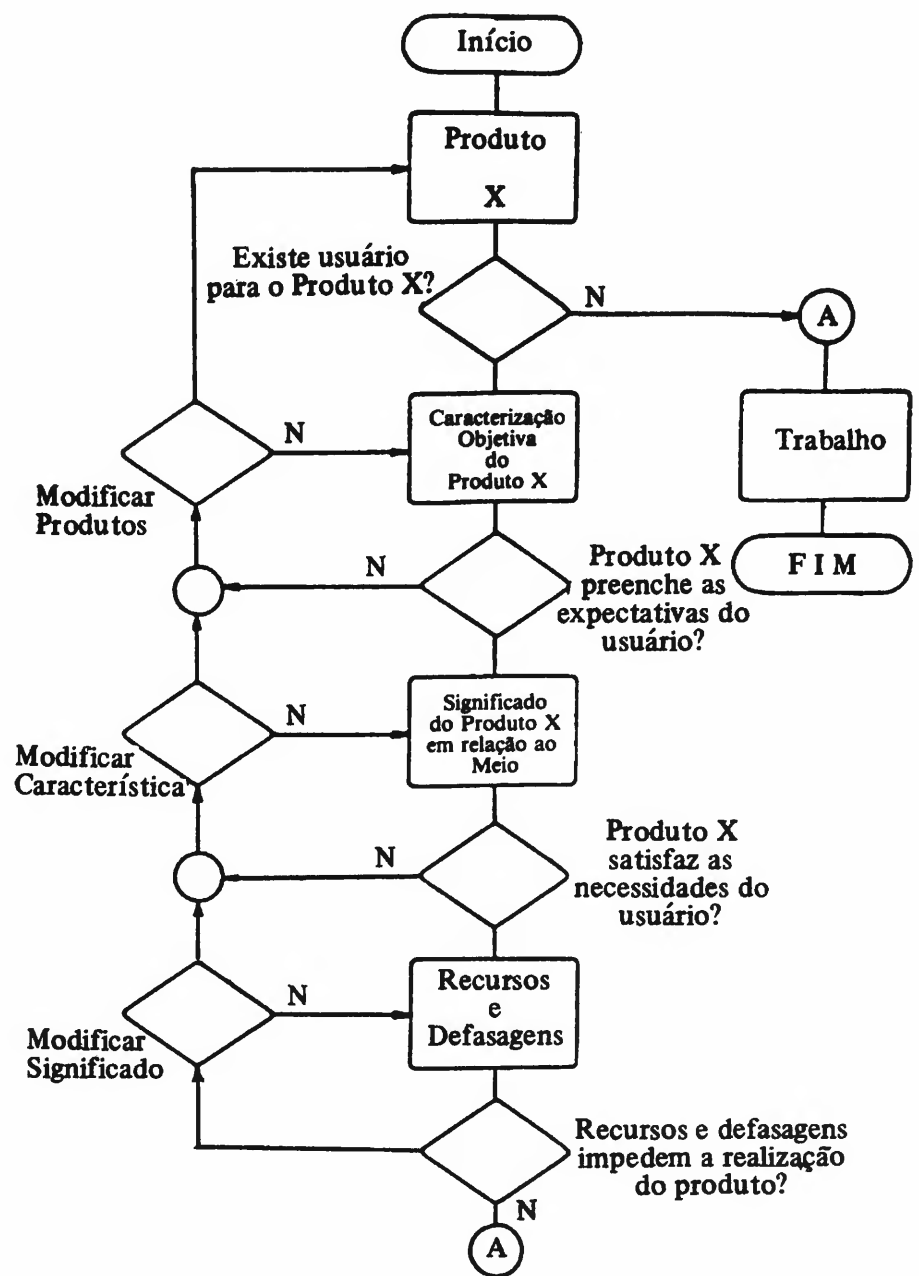 Início
Produto
X
Existe usuário
para o Produto X?
N
A
N
Caracterização
Objetiva
do
Produto X
Trabalho
Modificar
Produtos
N
Produto X
preenche as
expectativas do
usuário?
F I M
N
Significado
do Produto X
em relação ao
Meio
Modificar
Característica'
N
Produto X
satisfaz as
necessidades do
usuário?
N
Recursos
e
Defasagens
Modificar
Significado
Recursos e defasagens
impedem a realização
do produto?
N
A